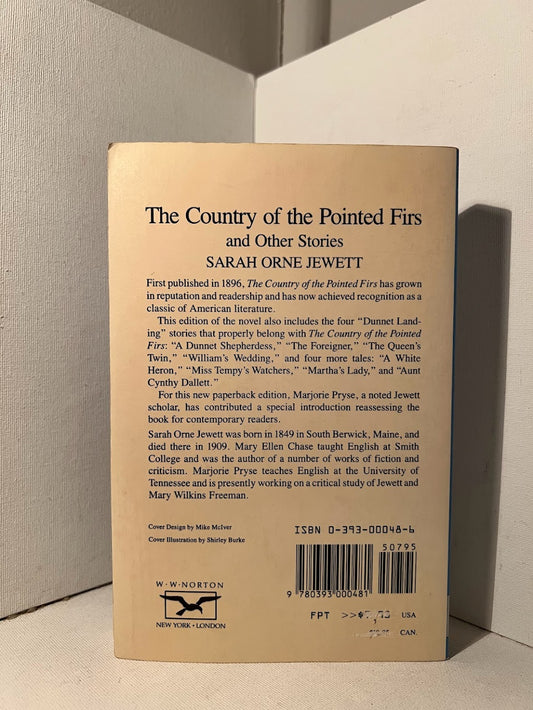 The Country of the Pointed Firs
and Other Stories
SARAH ORNE JEWETT
First published in 1896, The Country of the Pointed Firs has grown
in reputation and readership and has now achieved recognition as a
classic of American literature.
This edition of the novel also includes the four “Dunnet Land-
ing” stories that properly belong with The Country of the Pointed
Firs: “A Dunnet Shepherdess,” “The Foreigner,” “The Queen’s
Twin,” “William’s Wedding,” and four more tales: “A White
Heron,” “Miss Tempy’s Watchers,” “Martha’s Lady,” and “Aunt
Cynthy Dallett.”
For this new paperback edition, Marjorie Pryse, a noted Jewett
scholar, has contributed a special introduction reassessing the
book for contemporary readers.
Sarah Orne Jewett was born in 1849 in South Berwick, Maine, and
died there in 1909. Mary Ellen Chase taught English at Smith
College and was the author of a number of works of fiction and
criticism. Marjorie Pryse teaches English at the University of
Tennessee and is presently working on a critical study of Jewett and
Mary Wilkins Freeman.
Cover Design by Mike McIver
Cover Illustration by Shirley Burke
ISBN 0-393-00048-6
50795
9 780393 000481
W·W·NORTON
NEW YORK·LONDON
FPT >> USA
CAN.